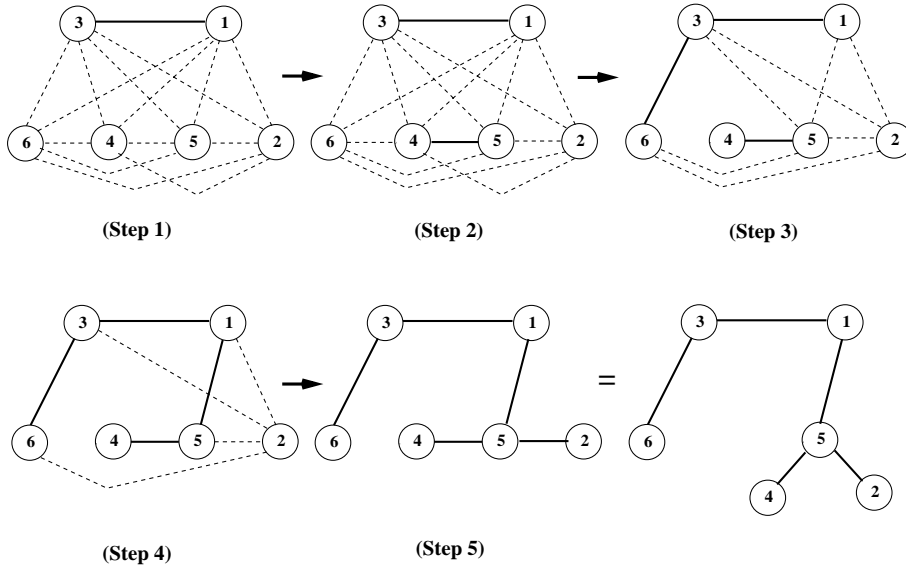 3 1 3 1 3 1
6 4 5 2 6 4 5 2 6 4 5 2
(Step 1) (Step 2) (Step 3)
3 1 3 1 3 1
=
6 4 5 2 6 4 5 2 6 5
4 2
(Step 4) (Step 5)